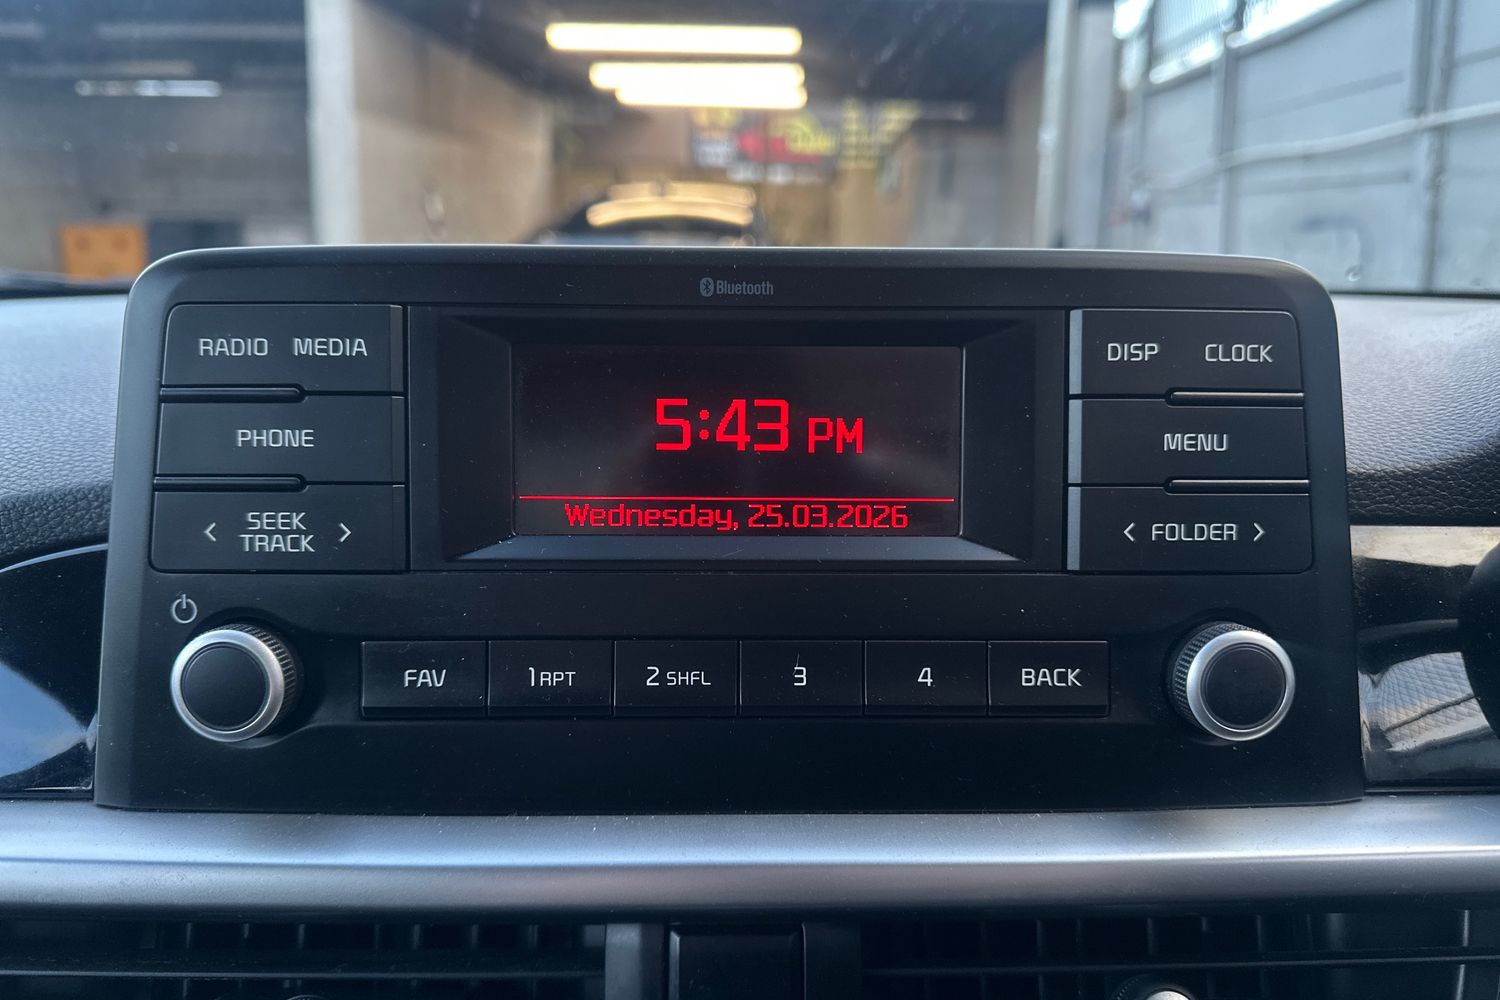 Bluetooth
RADIO MEDIA
DISP CLOCK
5:43 PM
PHONE
MENU
Wednesday, 25.03.2026
< SEEK TRACK >
< FOLDER >
FAV
1 RPT
2 SHFL
3
4
BACK